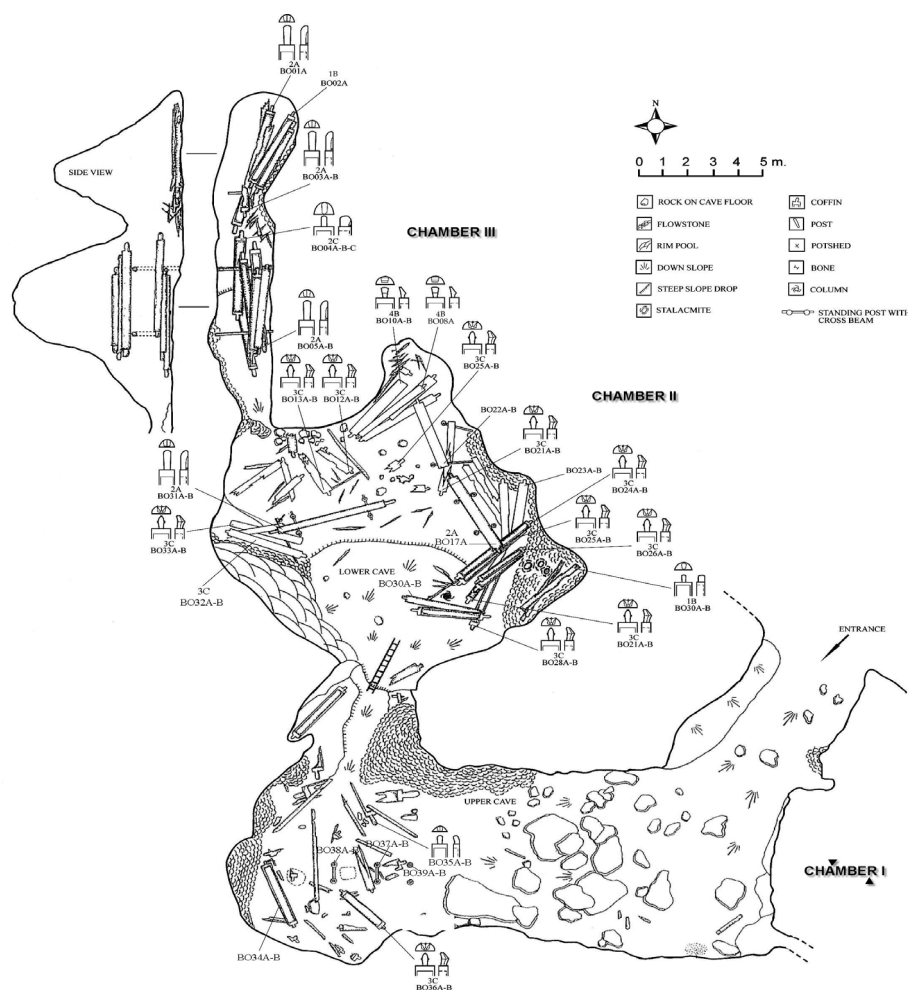 2A
BO01A
1B
BO02A
2A
BO03A-B
SIDE VIEW
2C
BO04A-B-C
CHAMBER III
2A
BO05A-B
4B
BO10A-B
4B
BO08A
3C
BO25A-B
3C
BO13A-B
3C
BO12A-B
CHAMBER II
BO22A-B
3C
BO21A-B
BO23A-B
3C
BO24A-B
2A
BO31A-B
3C
BO33A-B
2A
BO17A
3C
BO25A-B
3C
BO26A-B
3C
BO32A-B
LOWER CAVE
BO30A-B
1B
BO30A-B
3C
BO28A-B
3C
BO21A-B
ENTRANCE
UPPER CAVE
BO38A-B
BO37A-B
BO35A-B
BO39A-B
CHAMBER I
BO34A-B
3C
BO36A-B
N
0 1 2 3 4 5 m.
ROCK ON CAVE FLOOR
FLOWSTONE
RIM POOL
DOWN SLOPE
STEEP SLOPE DROP
STALACMITE
COFFIN
POST
POTSHED
BONE
COLUMN
STANDING POST WITH
CROSS BEAM